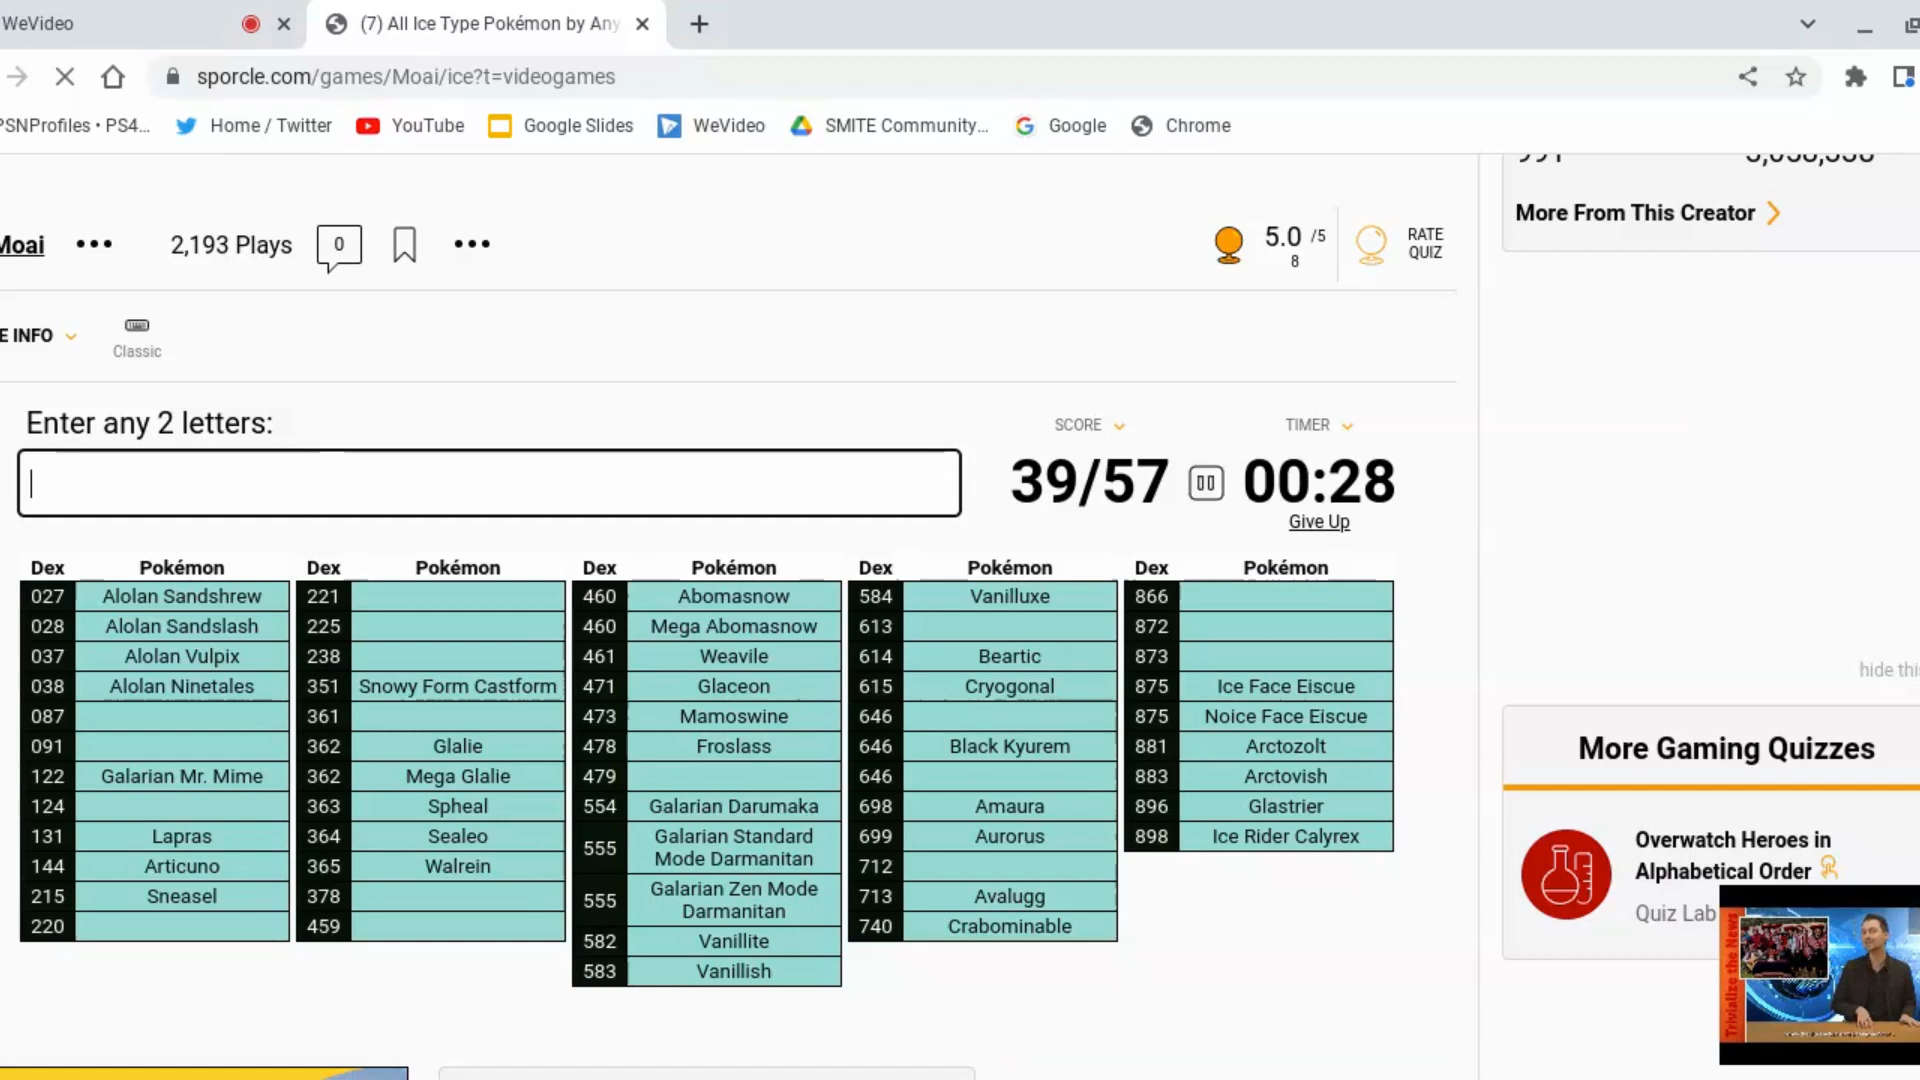 WeVideo
(7) All Ice Type Pokémon by Any
sporcle.com/games/Moai/ice?t=videogames
PSNProfiles • PS4...
Home / Twitter
YouTube
Google Slides
WeVideo
SMITE Community...
Google
Chrome
More From This Creator
Moai
2,193 Plays
0
5.0 /5
8
RATE
QUIZ
E INFO
Classic
Enter any 2 letters:
SCORE
TIMER
39/57
00:28
Give Up
Dex Pokémon
027 Alolan Sandshrew
028 Alolan Sandslash
037 Alolan Vulpix
038 Alolan Ninetales
087
091
122 Galarian Mr. Mime
124
131 Lapras
144 Articuno
215 Sneasel
220
Dex Pokémon
221
225
238
351 Snowy Form Castform
361
362 Glalie
362 Mega Glalie
363 Spheal
364 Sealeo
365 Walrein
378
459
Dex Pokémon
460 Abomasnow
460 Mega Abomasnow
461 Weavile
471 Glaceon
473 Mamoswine
478 Froslass
479
554 Galarian Darumaka
555 Galarian Standard
Mode Darmanitan
555 Galarian Zen Mode
Darmanitan
582 Vanillite
583 Vanillish
Dex Pokémon
584 Vanilluxe
613
614 Beartic
615 Cryogonal
646
646 Black Kyurem
646
698 Amaura
699 Aurorus
712
713 Avalugg
740 Crabominable
Dex Pokémon
866
872
873
875 Ice Face Eiscue
875 Noice Face Eiscue
881 Arctozolt
883 Arctovish
896 Glastrier
898 Ice Rider Calyrex
hide this
More Gaming Quizzes
Overwatch Heroes in
Alphabetical Order
Quiz Lab
Trivialize the News